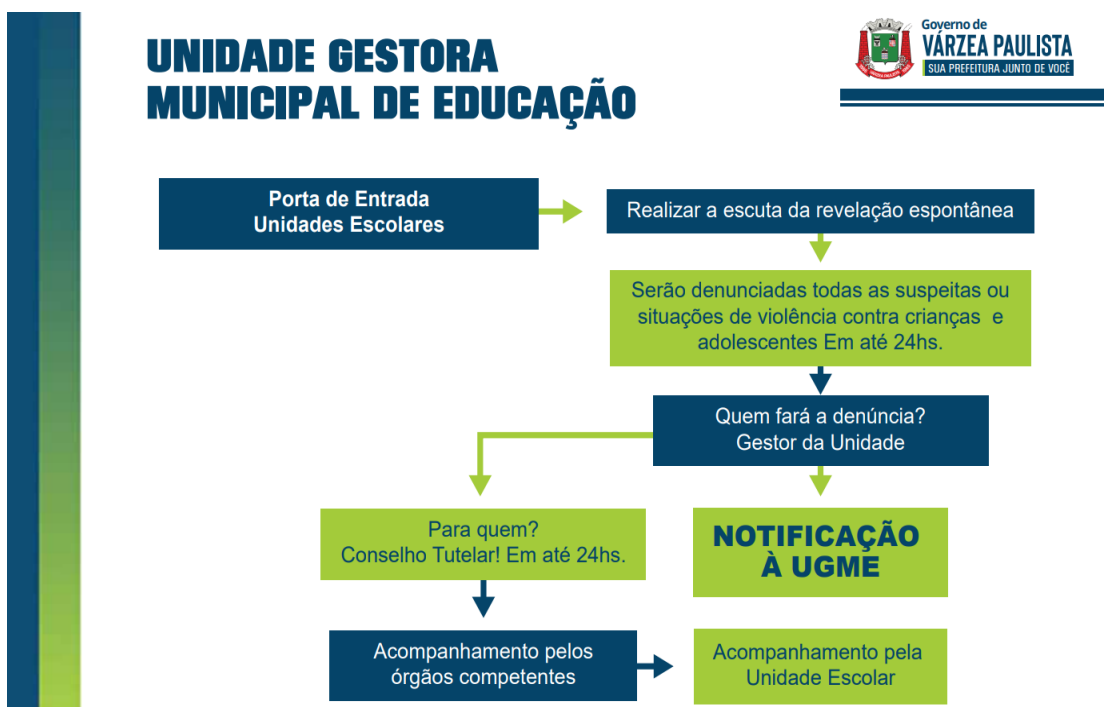 UNIDADE GESTORA
MUNICIPAL DE EDUCAÇÃO
Governo de
VÁRZEA PAULISTA
SUA PREFEITURA JUNTO DE VOCÊ
Porta de Entrada
Unidades Escolares
Realizar a escuta da revelação espontânea
Serão denunciadas todas as suspeitas ou
situações de violência contra crianças e
adolescentes Em até 24hs.
Quem fará a denúncia?
Gestor da Unidade
Para quem?
Conselho Tutelar! Em até 24hs.
NOTIFICAÇÃO
À UGME
Acompanhamento pelos
órgãos competentes
Acompanhamento pela
Unidade Escolar